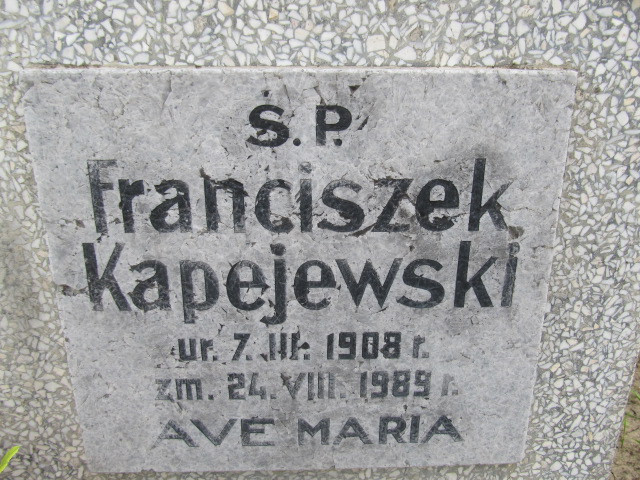 Ś.P.
Franciszek
Kapejewski
ur. 7. III. 1908 r.
zm. 24. VIII. 1989 r.
AVE MARIA